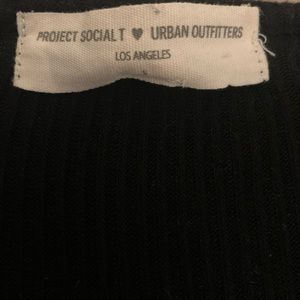 PROJECT SOCIAL T ♥ URBAN OUTFITTERS
LOS ANGELES